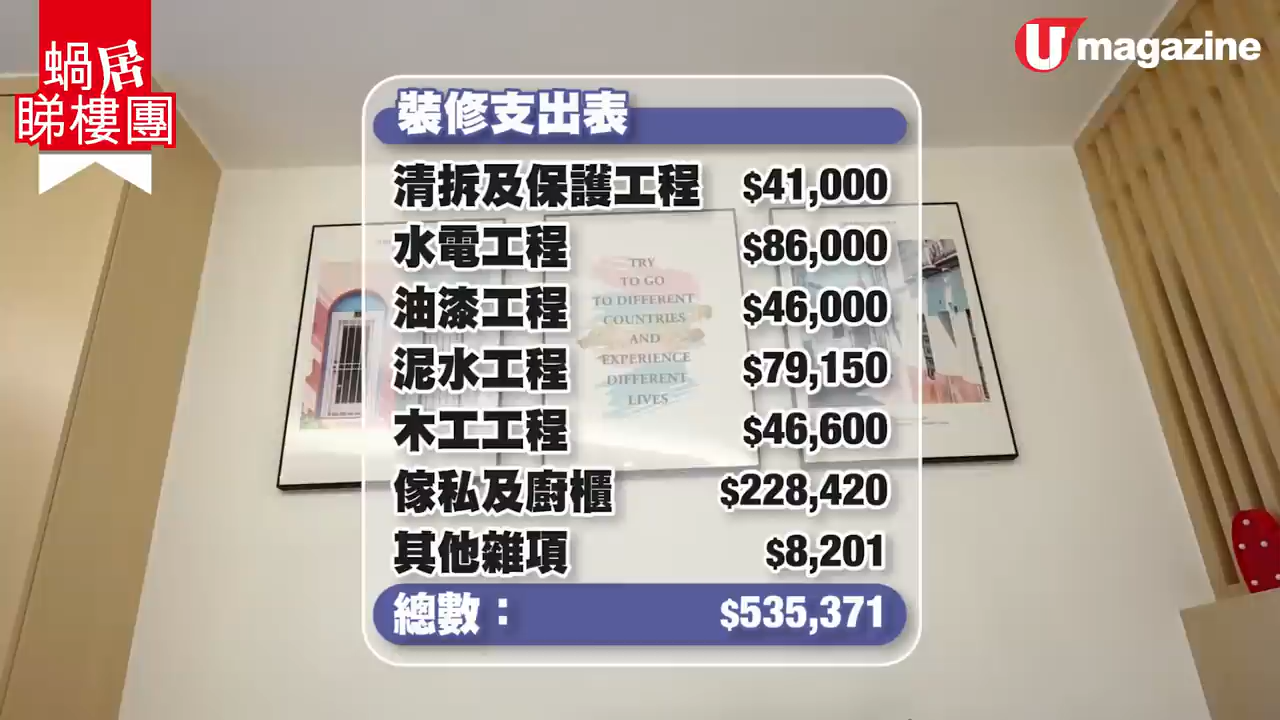 蝸居
睇樓團
U magazine
裝修支出表
清拆及保護工程 $41,000
水電工程 $86,000
油漆工程 $46,000
泥水工程 $79,150
木工工程 $46,600
傢私及廚櫃 $228,420
其他雜項 $8,201
總數： $535,371
TRY
TO GO
TO DIFFERENT
COUNTRIES
AND
EXPERIENCE
DIFFERENT
LIVES